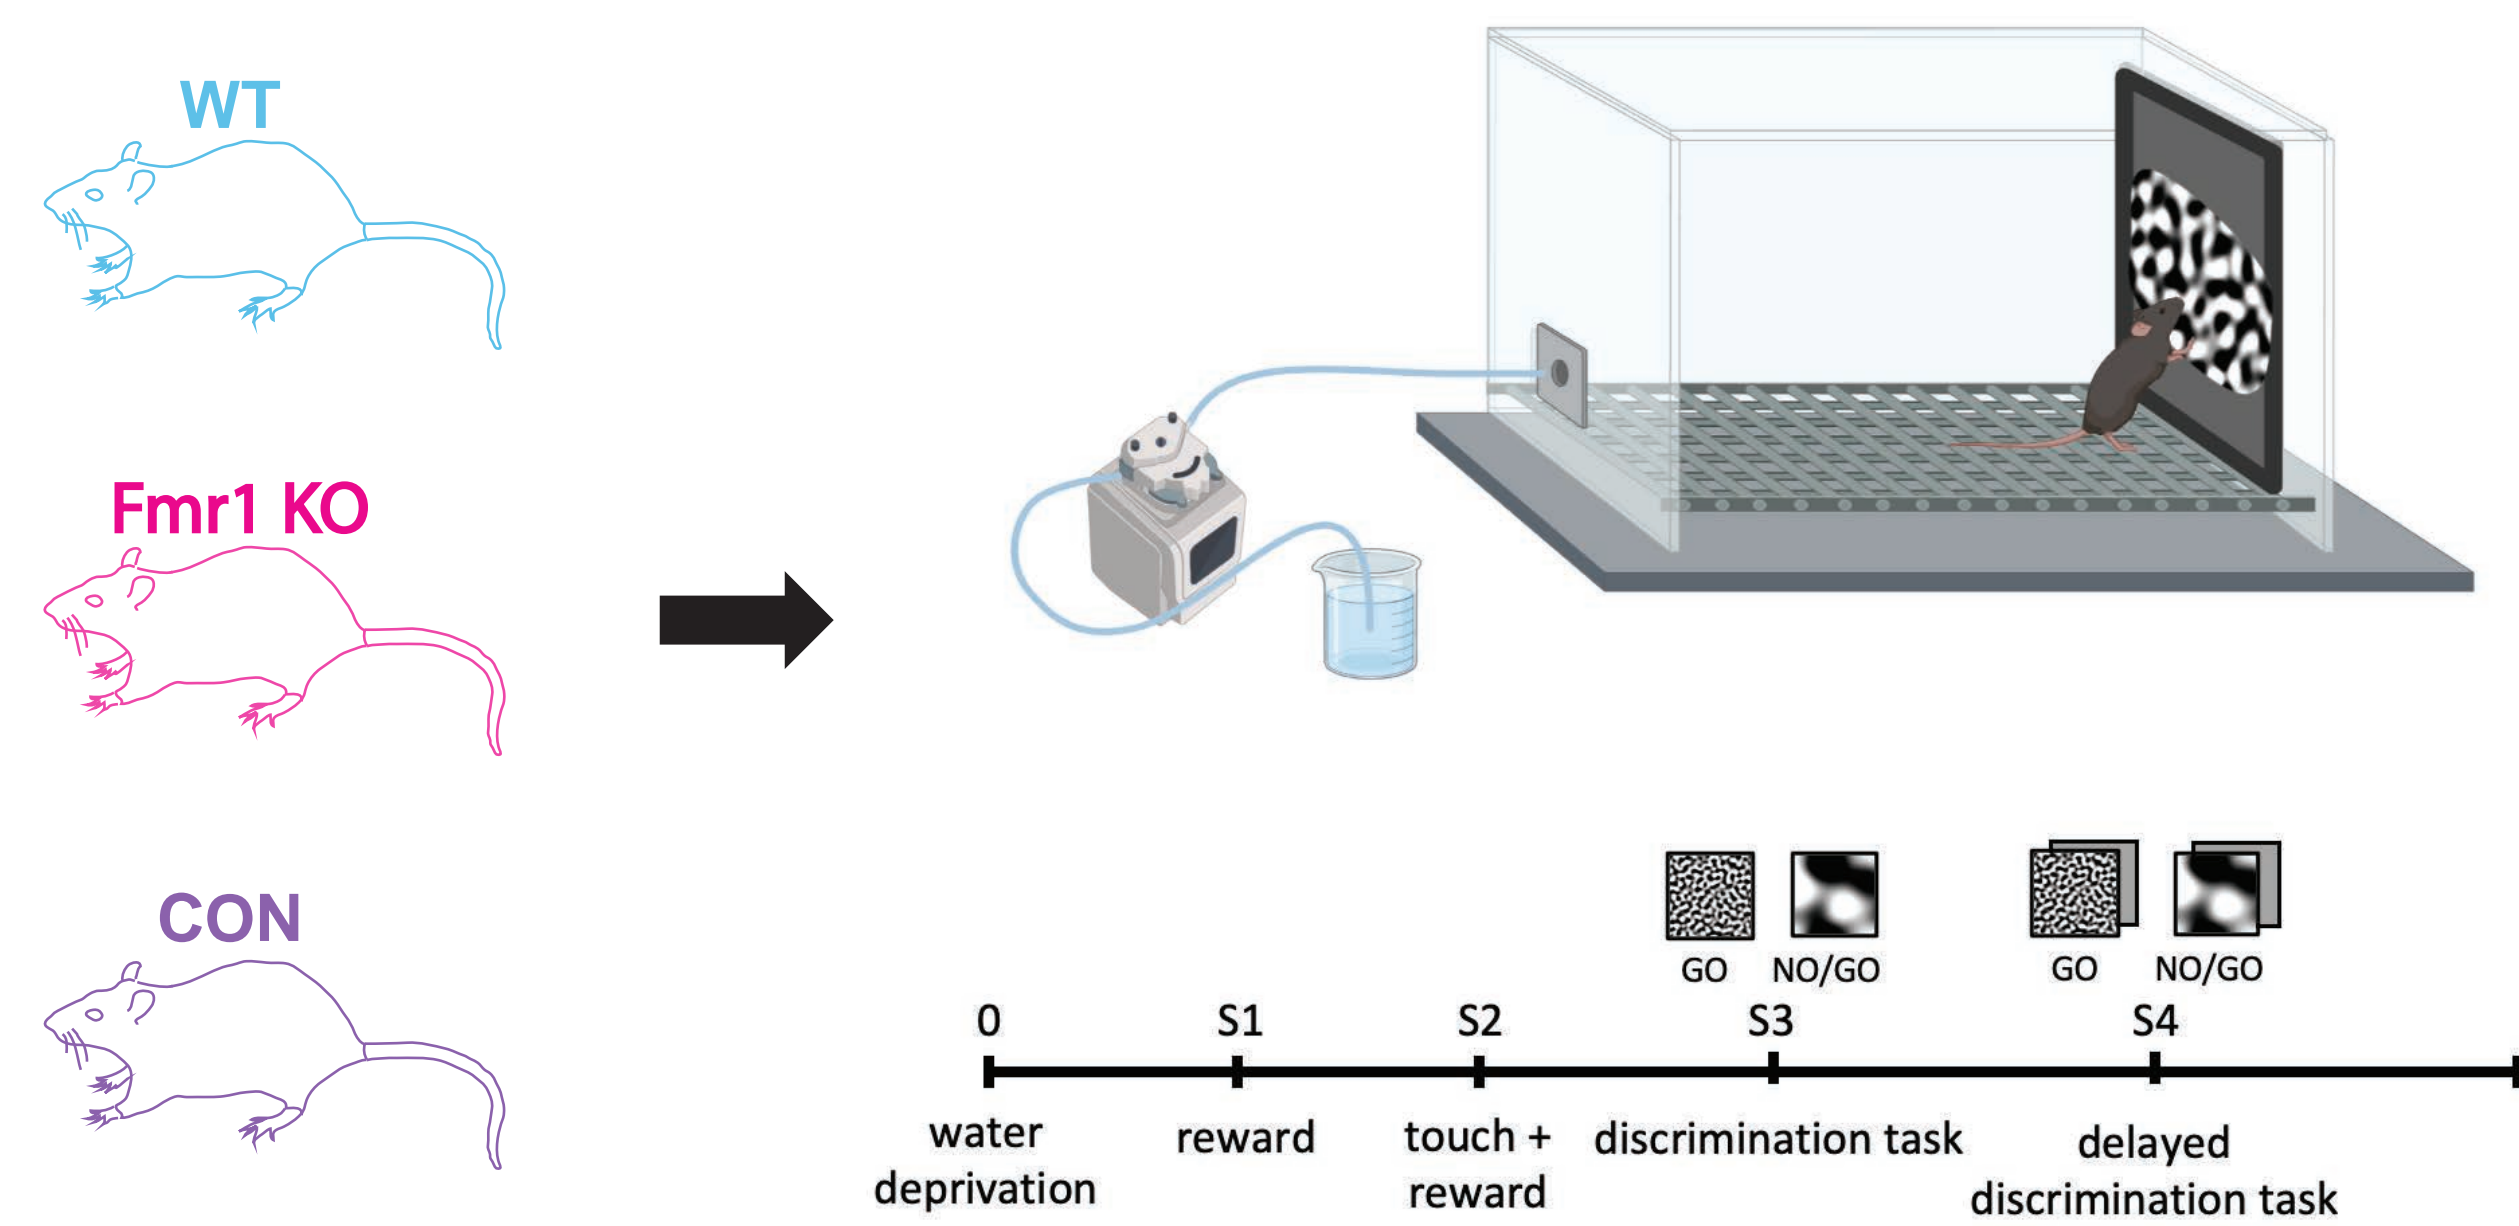 WT
Fmr1 KO
CON
GO
NO/GO
GO
NO/GO
0
S1
S2
S3
S4
water
deprivation
reward
touch +
reward
discrimination task
delayed
discrimination task